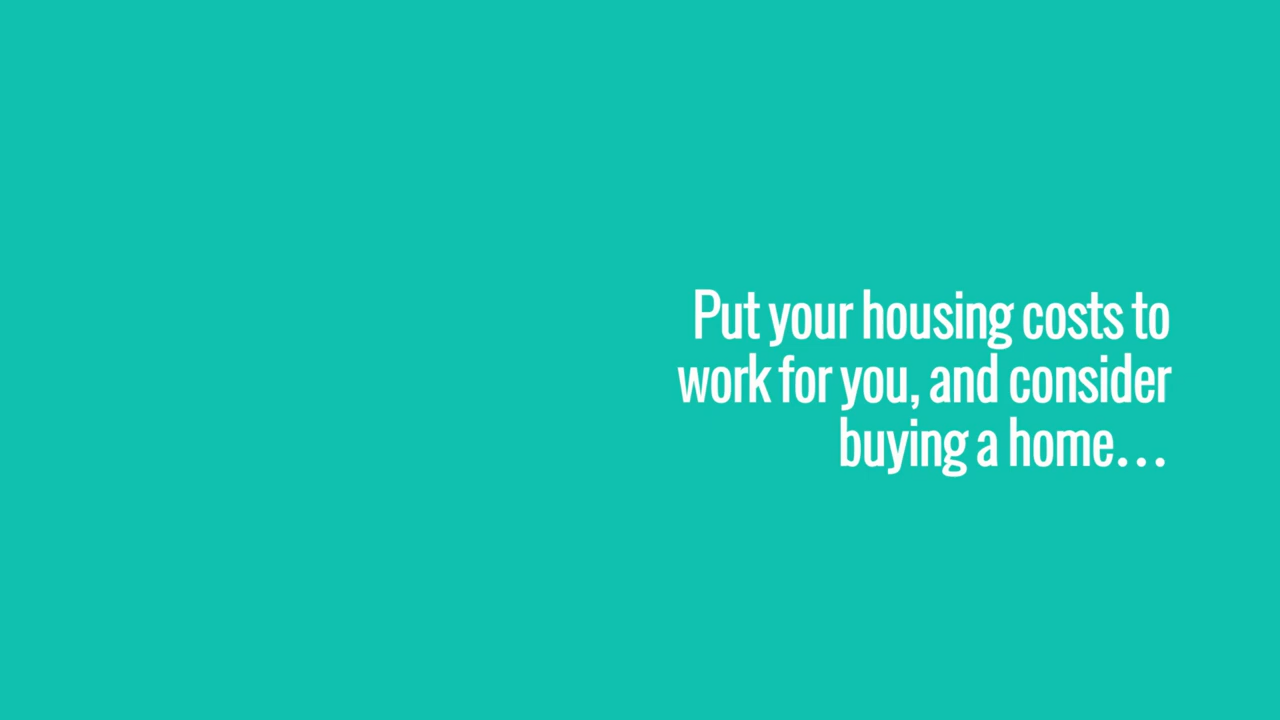 Put your housing costs to
work for you, and consider
buying a home...